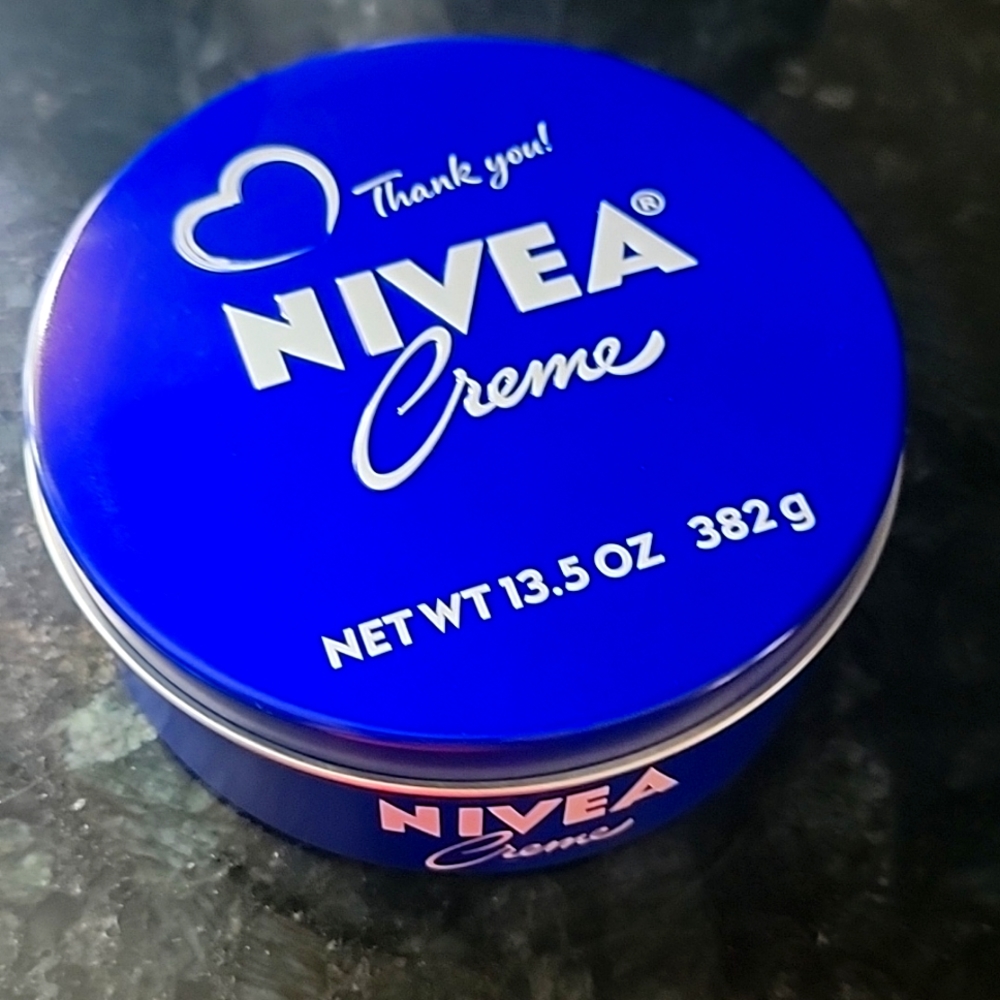 Thank you!
NIVEA®
Creme
NET WT 13.5 OZ 382 g
NIVEA
Creme